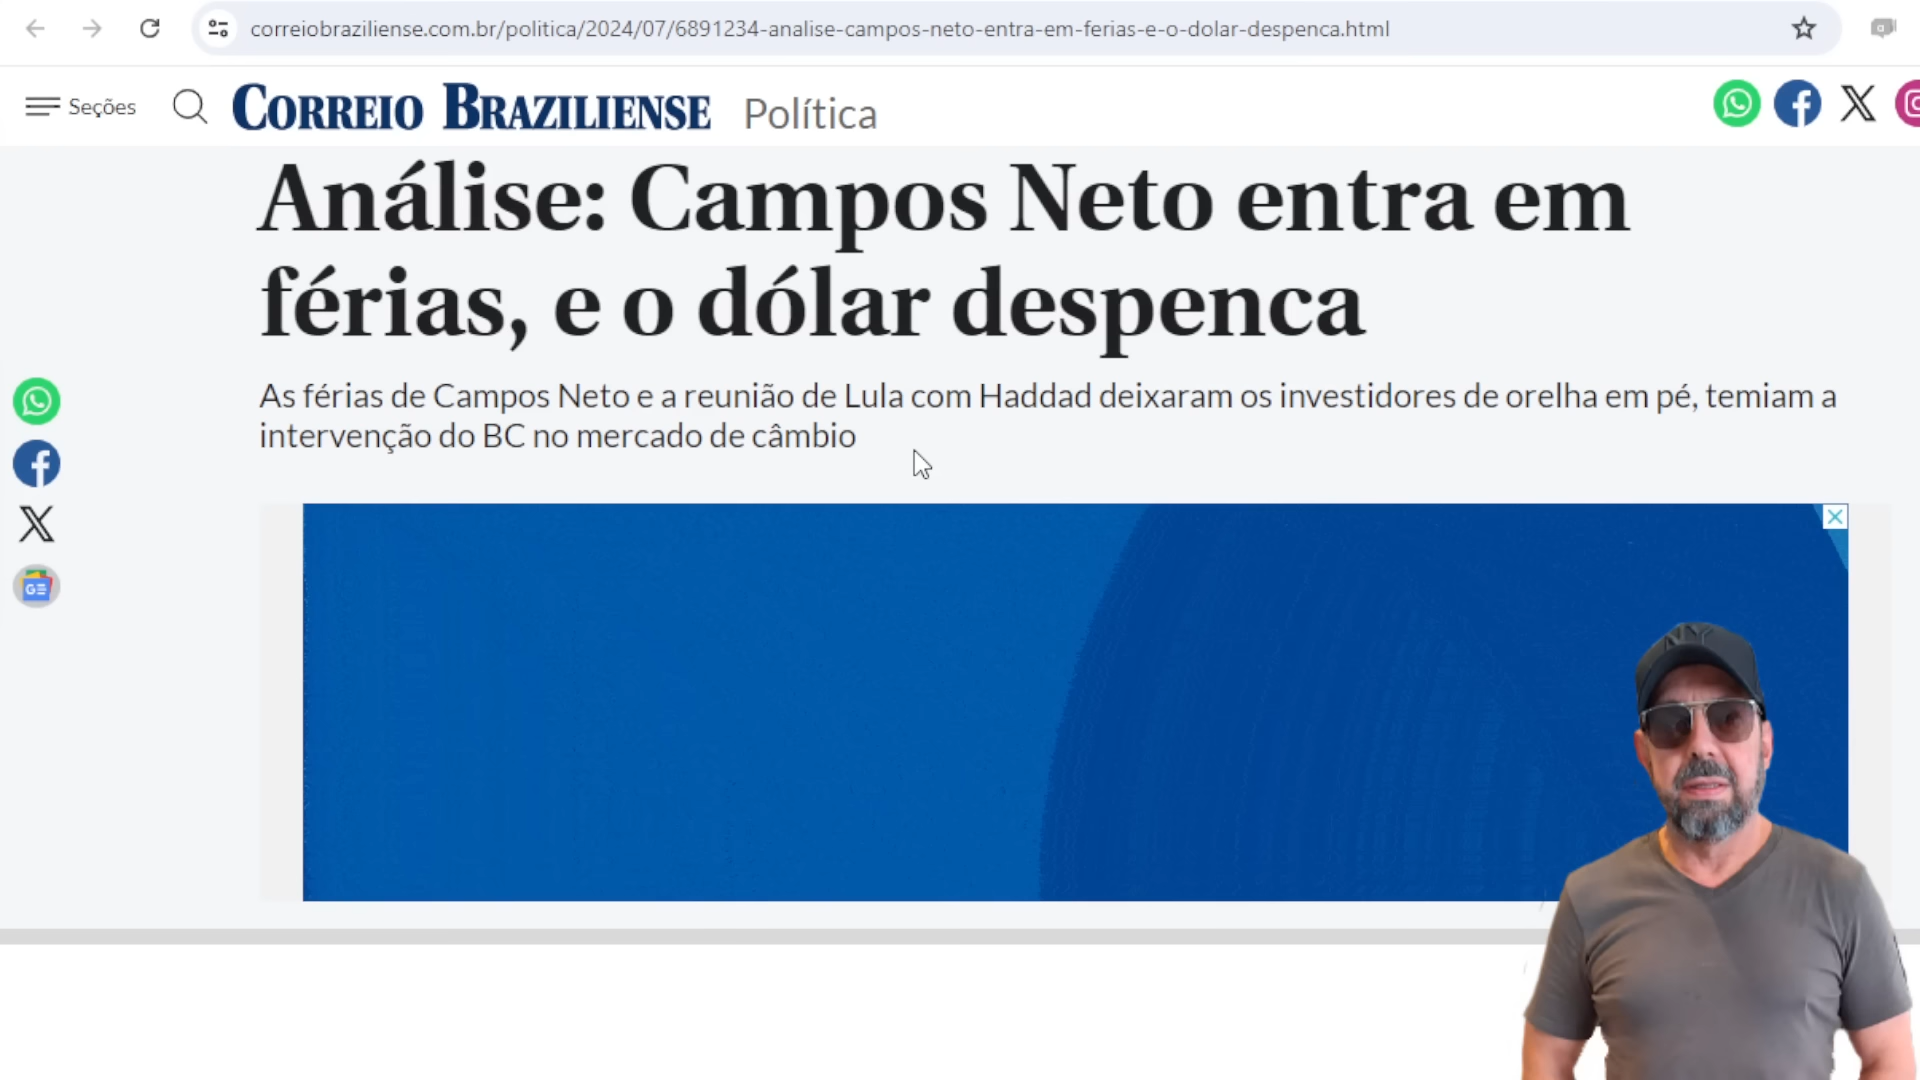 correiobraziliense.com.br/politica/2024/07/6891234-analise-campos-neto-entra-em-ferias-e-o-dolar-despenca.html
Seções
CORREIO BRAZILIENSE
Política
Análise: Campos Neto entra em
férias, e o dólar despenca
As férias de Campos Neto e a reunião de Lula com Haddad deixaram os investidores de orelha em pé, temiam a
intervenção do BC no mercado de câmbio
GE
NY